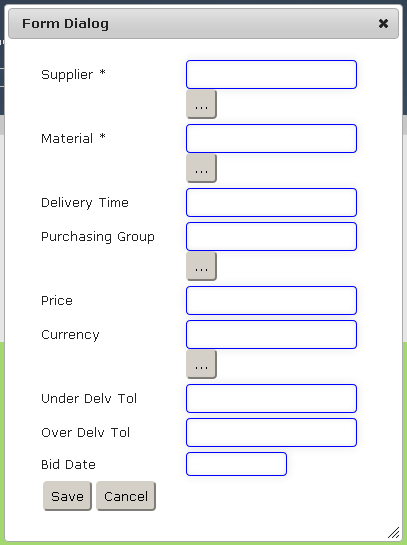 Form Dialog
Supplier *
...
Material *
...
Delivery Time
Purchasing Group
...
Price
Currency
...
Under Delv Tol
Over Delv Tol
Bid Date
Save Cancel